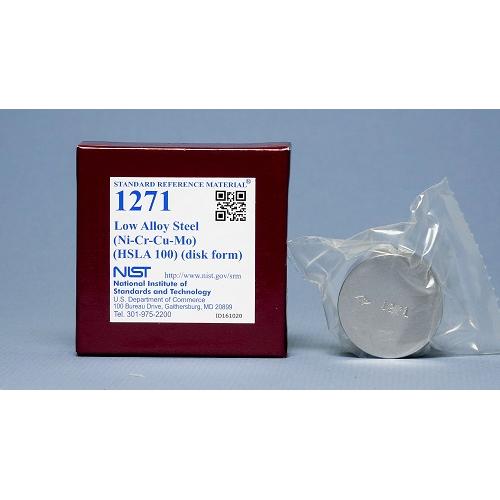 STANDARD REFERENCE MATERIAL®
1271
Low Alloy Steel
(Ni-Cr-Cu-Mo)
(HSLA 100) (disk form)
NIST http://www.nist.gov/srm
National Institute of
Standards and Technology
U.S. Department of Commerce
100 Bureau Drive, Gaithersburg, MD 20899
Tel. 301-975-2200 ID161020